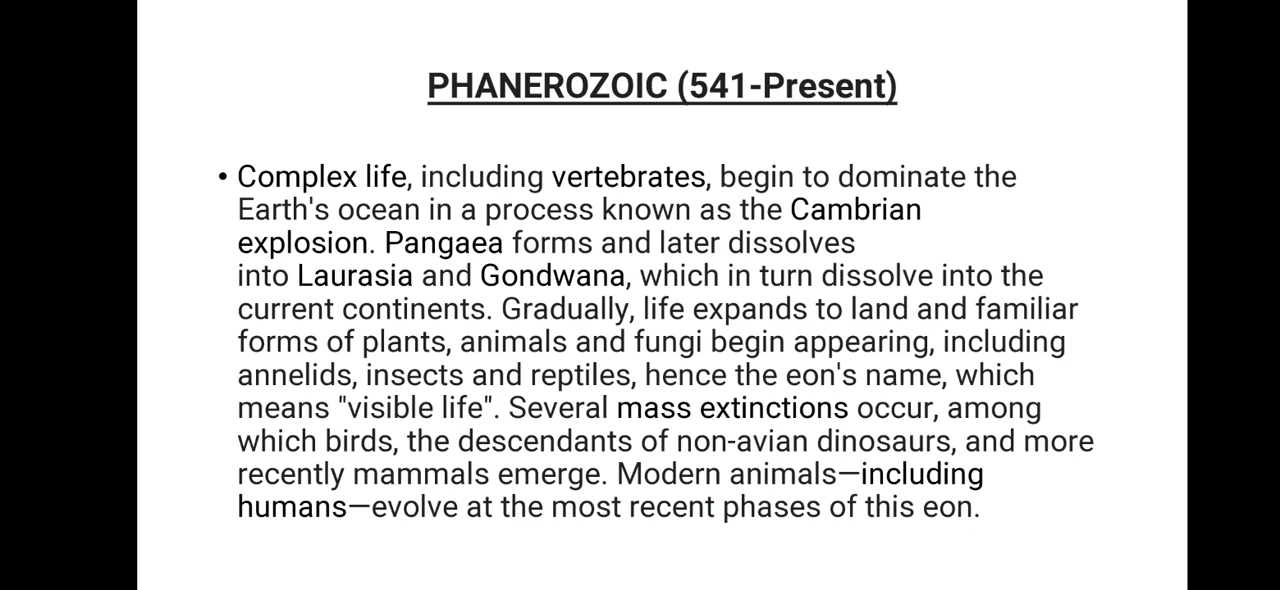 PHANEROZOIC (541-Present)
• Complex life, including vertebrates, begin to dominate the
Earth's ocean in a process known as the Cambrian
explosion. Pangaea forms and later dissolves
into Laurasia and Gondwana, which in turn dissolve into the
current continents. Gradually, life expands to land and familiar
forms of plants, animals and fungi begin appearing, including
annelids, insects and reptiles, hence the eon's name, which
means "visible life". Several mass extinctions occur, among
which birds, the descendants of non-avian dinosaurs, and more
recently mammals emerge. Modern animals—including
humans—evolve at the most recent phases of this eon.